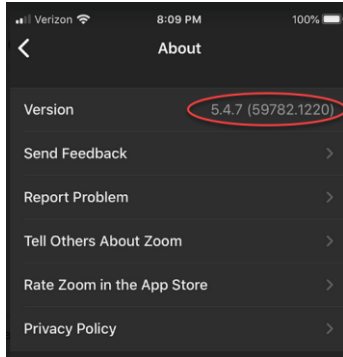 Verizon 8:09 PM 100%
About
Version 5.4.7 (59782.1220)
Send Feedback
Report Problem
Tell Others About Zoom
Rate Zoom in the App Store
Privacy Policy